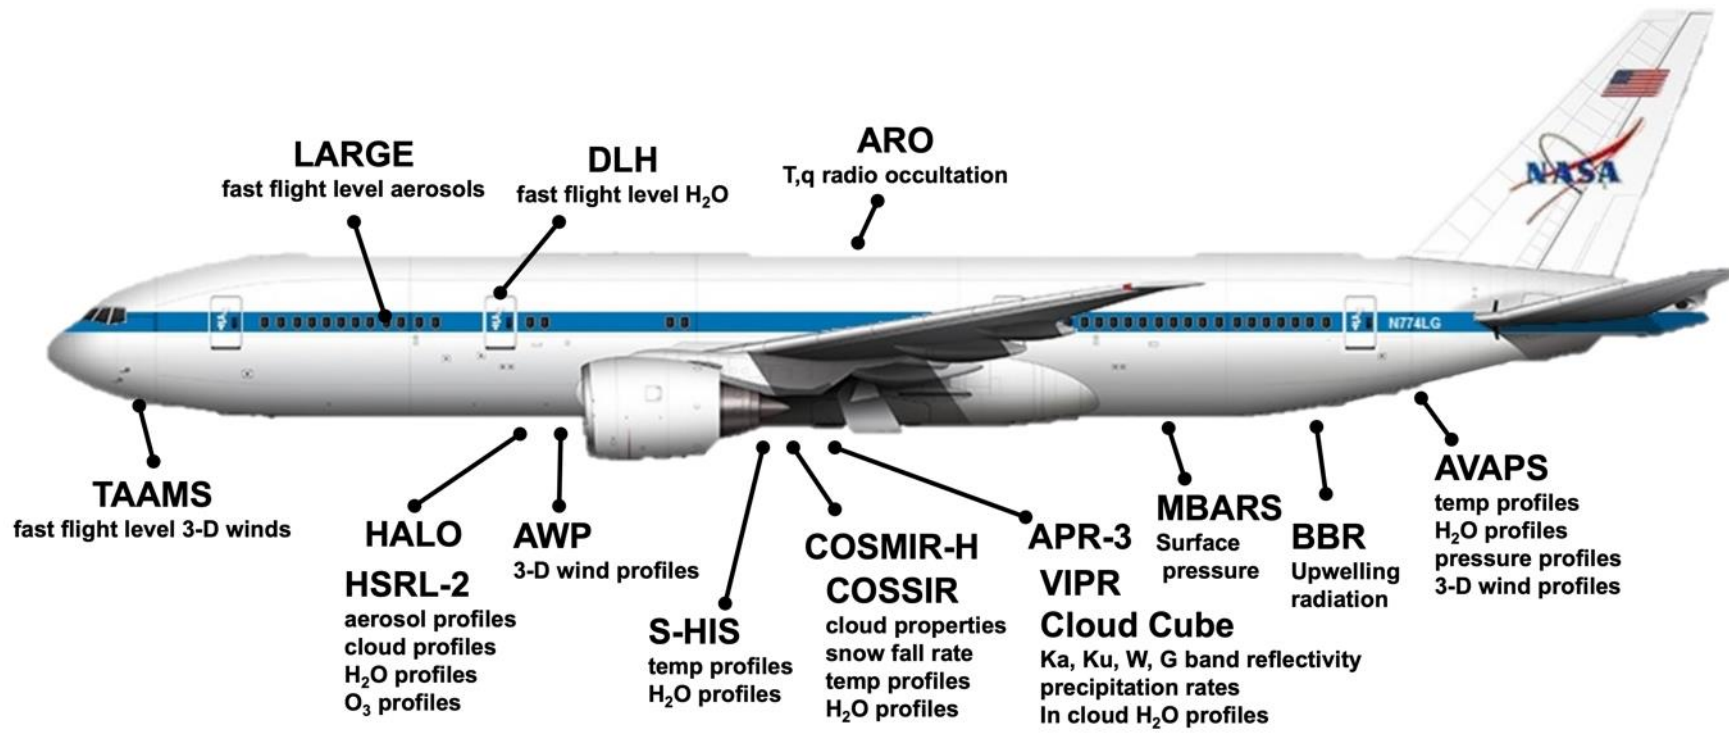 NASA
ARO
T,q radio occultation
LARGE
fast flight level aerosols
DLH
fast flight level H₂O
N774LG
TAAMS
fast flight level 3-D winds
HALO
HSRL-2
aerosol profiles
cloud profiles
H₂O profiles
O₃ profiles
AWP
3-D wind profiles
S-HIS
temp profiles
H₂O profiles
COSMIR-H
COSSIR
cloud properties
snow fall rate
temp profiles
H₂O profiles
APR-3
VIPR
Cloud Cube
Ka, Ku, W, G band reflectivity
precipitation rates
In cloud H₂O profiles
MBARS
Surface
pressure
BBR
Upwelling
radiation
AVAPS
temp profiles
H₂O profiles
pressure profiles
3-D wind profiles